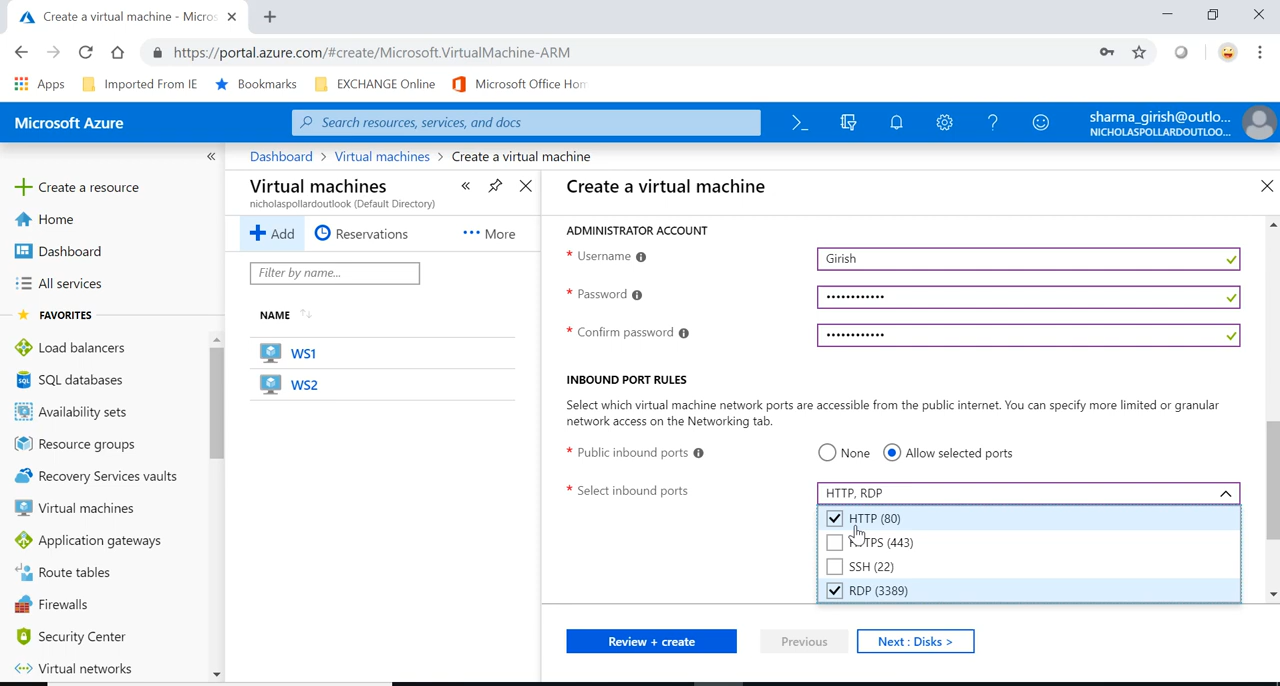 Create a virtual machine - Micros
https://portal.azure.com/#create/Microsoft.VirtualMachine-ARM
Apps Imported From IE Bookmarks EXCHANGE Online Microsoft Office Hom
Microsoft Azure
Search resources, services, and docs
sharma_girish@outlo...
NICHOLASPOLLARDOUTLOO...
Create a resource
Home
Dashboard
All services
FAVORITES
Load balancers
SQL databases
Availability sets
Resource groups
Recovery Services vaults
Virtual machines
Application gateways
Route tables
Firewalls
Security Center
Virtual networks
Dashboard > Virtual machines > Create a virtual machine
Virtual machines
nicholaspollardoutlook (Default Directory)
Add Reservations ••• More
Filter by name...
NAME
WS1
WS2
Create a virtual machine
ADMINISTRATOR ACCOUNT
* Username Girish
* Password ••••••••••••
* Confirm password ••••••••••••
INBOUND PORT RULES
Select which virtual machine network ports are accessible from the public internet. You can specify more limited or granular
network access on the Networking tab.
* Public inbound ports None Allow selected ports
* Select inbound ports HTTP, RDP
HTTP (80)
(443)
SSH (22)
RDP (3389)
Review + create Previous Next : Disks >